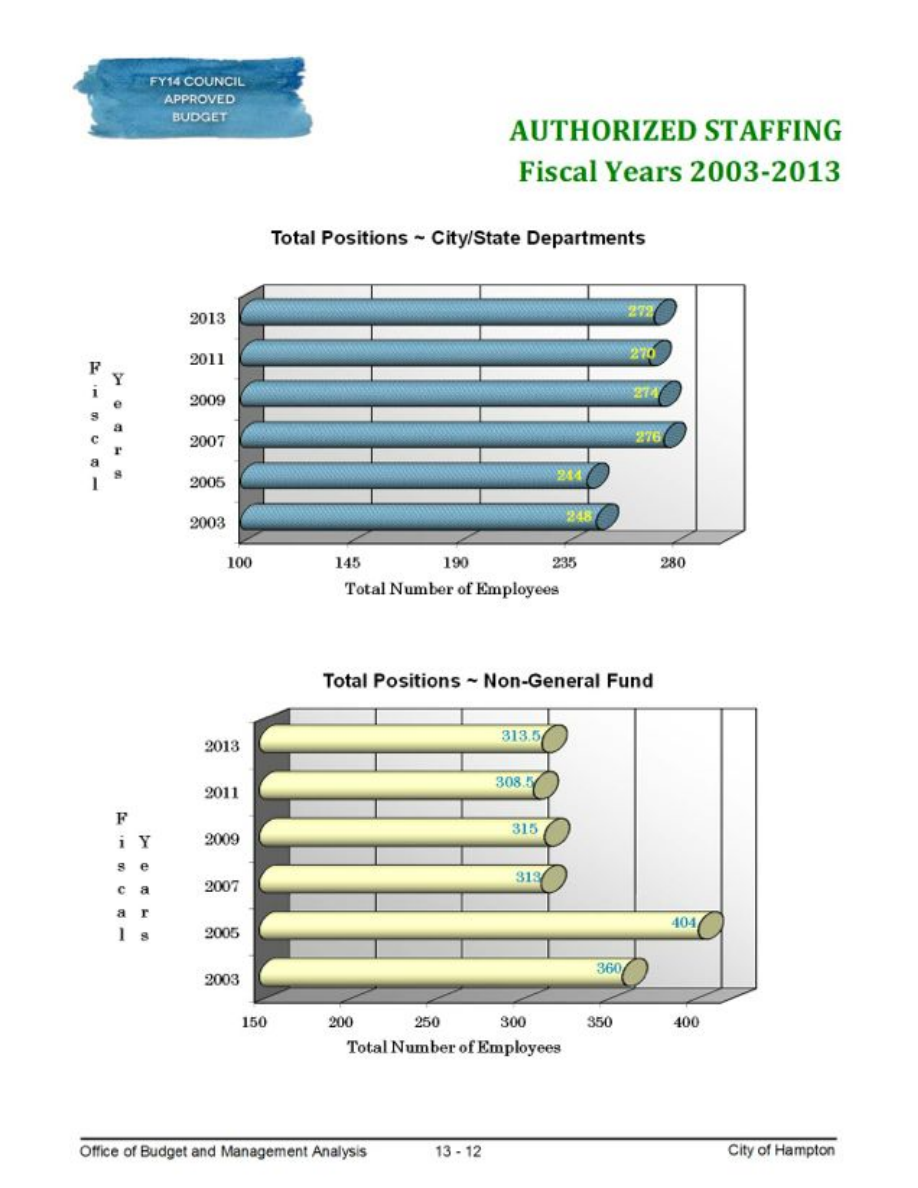 FY14 COUNCIL
APPROVED
BUDGET
AUTHORIZED STAFFING
Fiscal Years 2003-2013
Total Positions ~ City/State Departments
Fiscal
Years
2013 272
2011 270
2009 274
2007 276
2005 244
2003 248
100 145 190 235 280
Total Number of Employees
Total Positions ~ Non-General Fund
Fiscal
Years
2013 313.5
2011 308.5
2009 315
2007 313
2005 404
2003 360
150 200 250 300 350 400
Total Number of Employees
Office of Budget and Management Analysis 13 - 12 City of Hampton